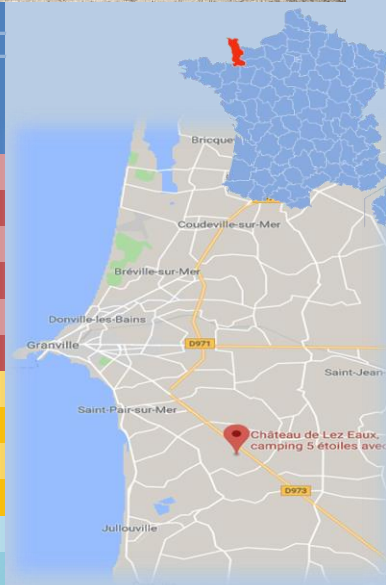 Bricque
Coudeville-sur-Mer
Bréville-sur-Mer
Donville-les-Bains
D971
Granville
Saint-Jean
Saint-Pair-sur-Mer
Château de Lez Eaux,
camping 5 étoiles avec
D973
Jullouville